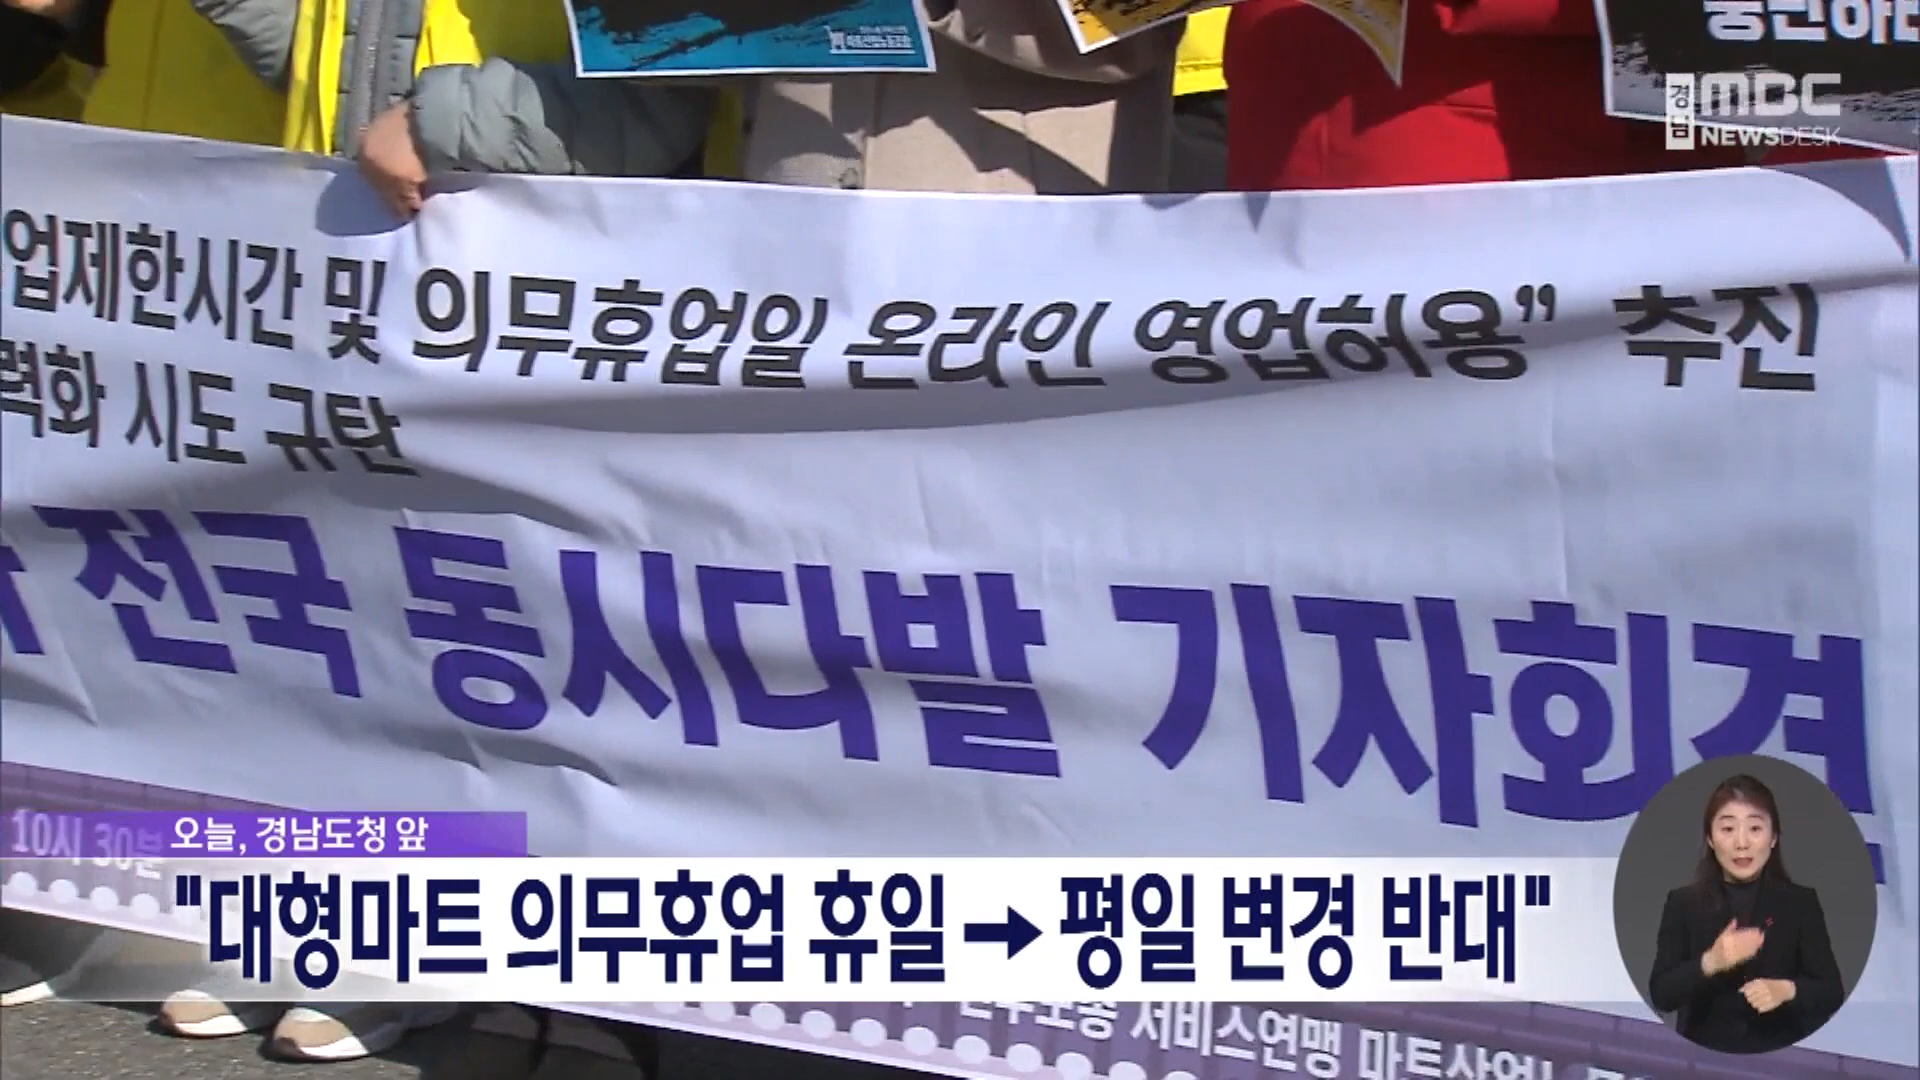 중단하라
경남 MBC
NEWSDESK
업제한시간 및 의무휴업일 온라인 영업허용” 추진
력화 시도 규탄
전국 동시다발 기자회견
10시 30분
오늘, 경남도청 앞
"대형마트 의무휴업 휴일→평일 변경 반대"
서비스연맹 마트산업